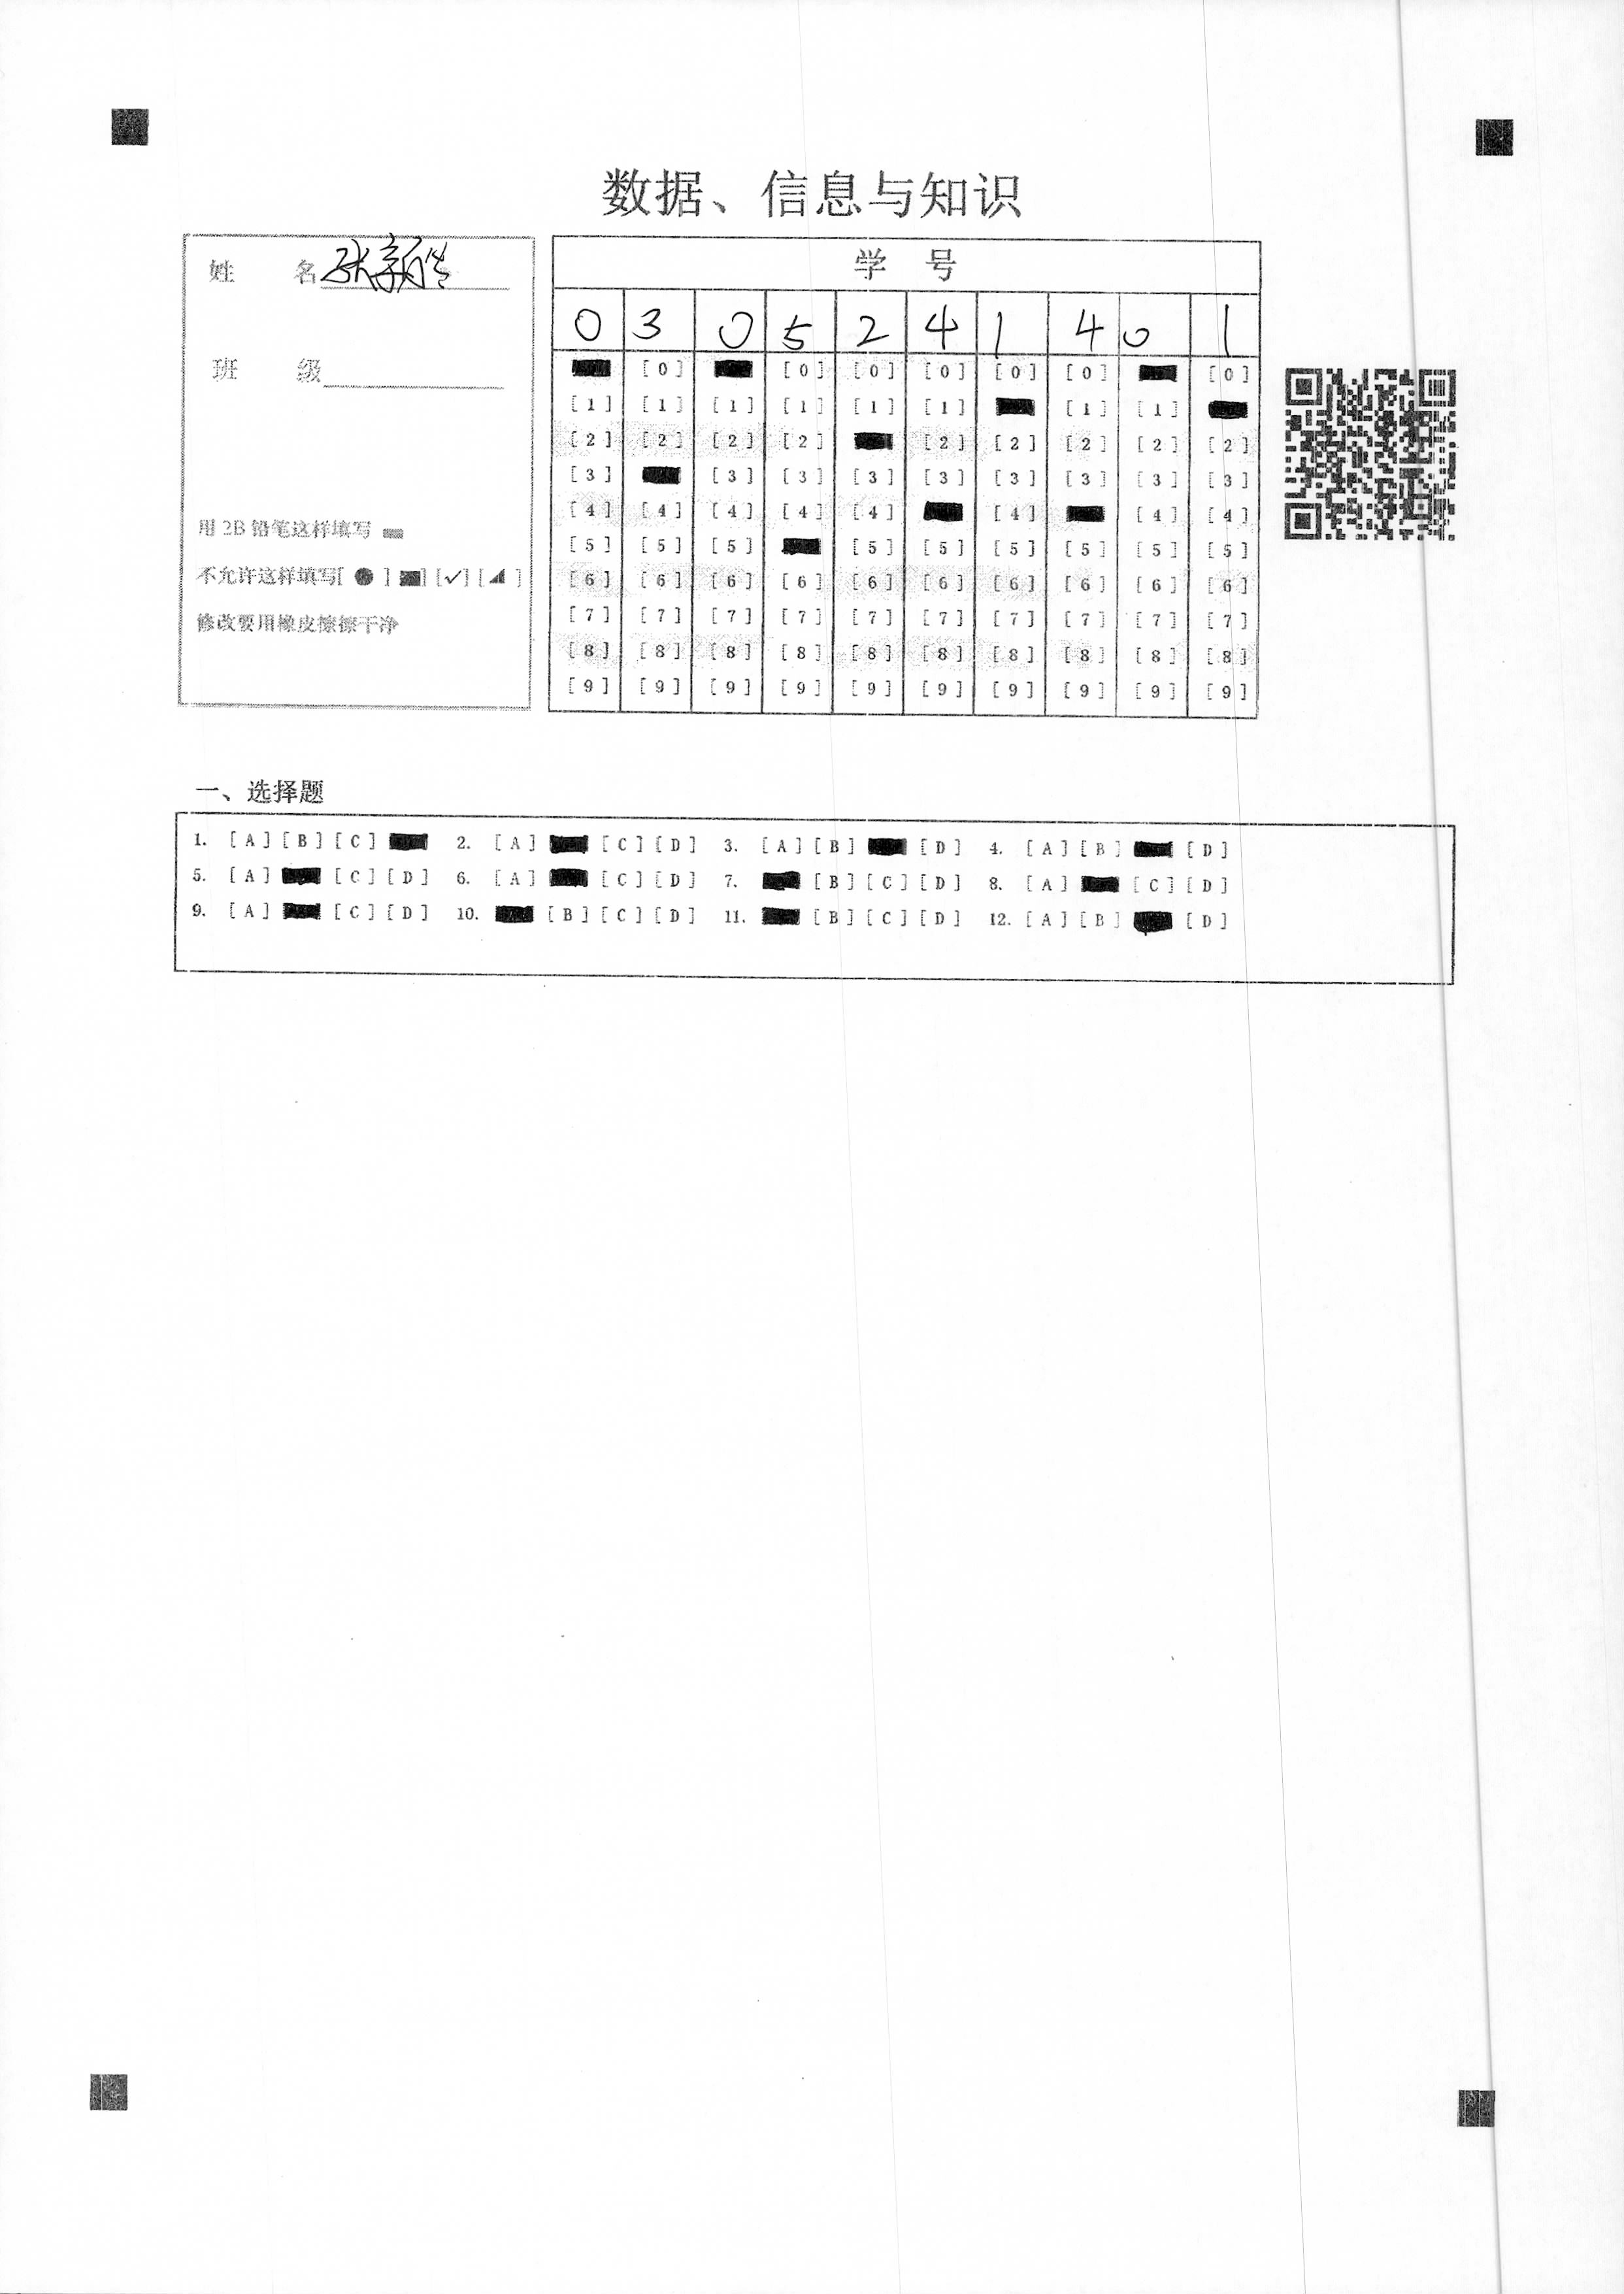 数据、信息与知识
姓 名 张
班 级
用 2B 铅笔这样填写
不允许这样填写[ ● ] [■] [✓] [◢ ]
修改要用橡皮擦擦干净
学 号
0 3 0 5 2 4 1 4 0 1
[0] [0] [0] [0] [0] [0] [0]
[1] [1] [1] [1] [1] [1] [1] [1]
[2] [2] [2] [2] [2] [2] [2] [2] [2]
[3] [3] [3] [3] [3] [3] [3] [3] [3]
[4] [4] [4] [4] [4] [4] [4] [4]
[5] [5] [5] [5] [5] [5] [5] [5] [5]
[6] [6] [6] [6] [6] [6] [6] [6] [6] [6]
[7] [7] [7] [7] [7] [7] [7] [7] [7] [7]
[8] [8] [8] [8] [8] [8] [8] [8] [8] [8]
[9] [9] [9] [9] [9] [9] [9] [9] [9] [9]
一、选择题
1. [A] [B] [C] 2. [A] [C] [D] 3. [A] [B] [D] 4. [A] [B] [D]
5. [A] [C] [D] 6. [A] [C] [D] 7. [B] [C] [D] 8. [A] [C] [D]
9. [A] [C] [D] 10. [B] [C] [D] 11. [B] [C] [D] 12. [A] [B] [D]